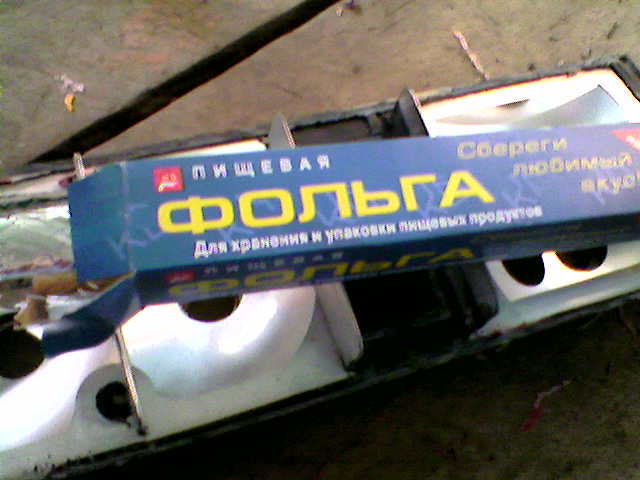 ПИЩЕВАЯ
ФОЛЬГА
Для хранения и упаковки пищевых продуктов
Сбереги
любимый
вкус!
ПИЩЕВАЯ
ФОЛЬГА